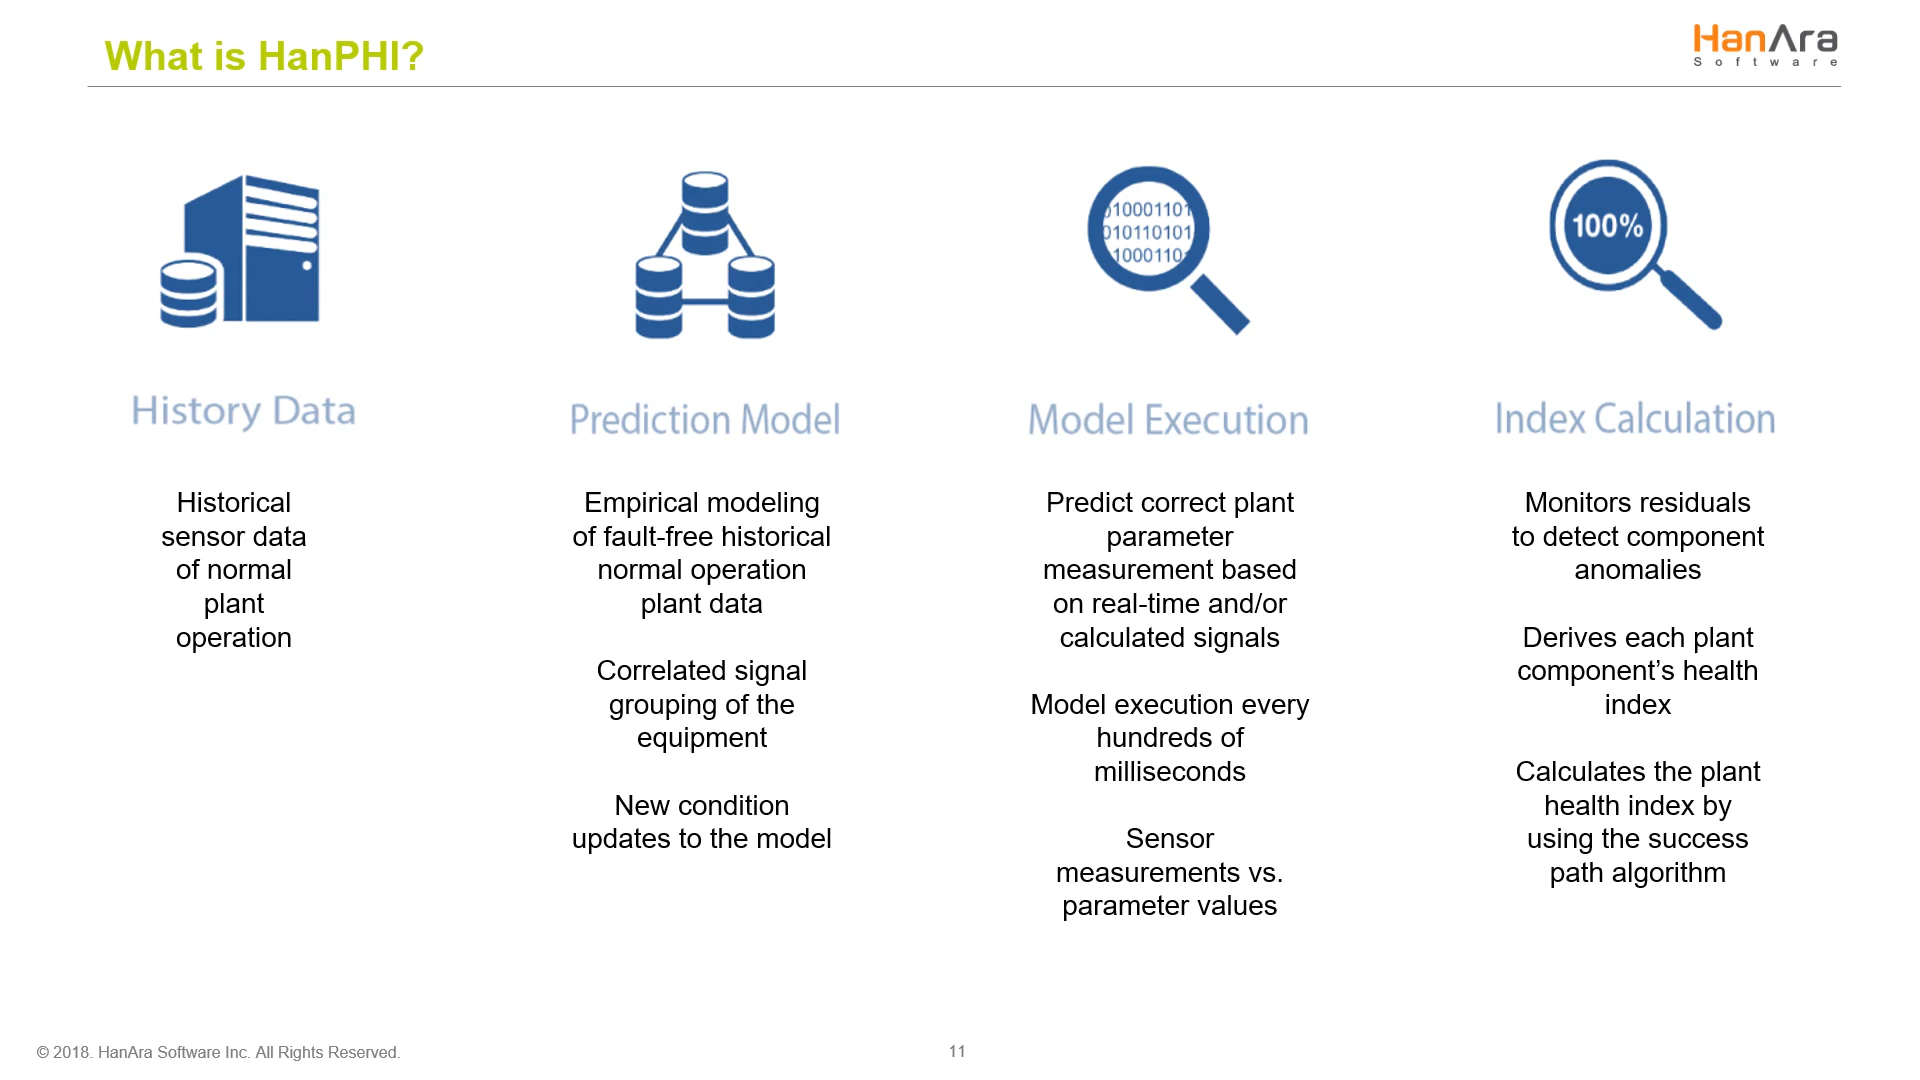 What is HanPHI?
HanAra
Software
010001101
010110101
100011010
100%
History Data
Prediction Model
Model Execution
Index Calculation
Historical
sensor data
of normal
plant
operation
Empirical modeling
of fault-free historical
normal operation
plant data
Correlated signal
grouping of the
equipment
New condition
updates to the model
Predict correct plant
parameter
measurement based
on real-time and/or
calculated signals
Model execution every
hundreds of
milliseconds
Sensor
measurements vs.
parameter values
Monitors residuals
to detect component
anomalies
Derives each plant
component’s health
index
Calculates the plant
health index by
using the success
path algorithm
© 2018. HanAra Software Inc. All Rights Reserved.
11